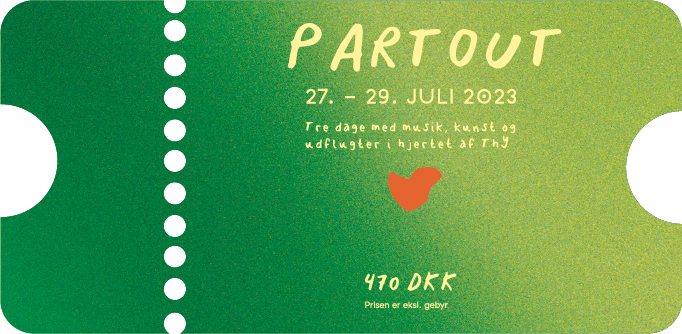 PARTOUT
27. – 29. JULI 2023
Tre dage med musik, kunst og
udflugter i hjertet af Thy
470 DKK
Prisen er eksl. gebyr